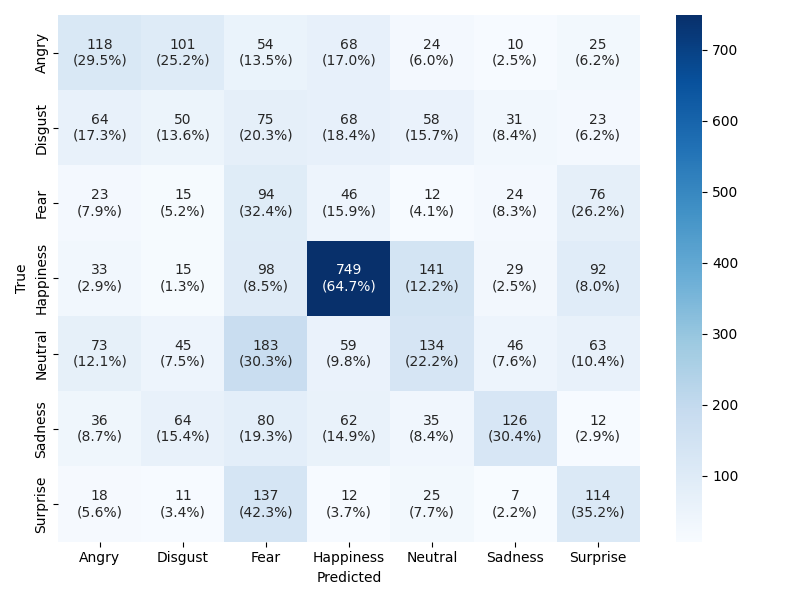 Angry 118 101 54 68 24 10 25
(29.5%) (25.2%) (13.5%) (17.0%) (6.0%) (2.5%) (6.2%)
Disgust 64 50 75 68 58 31 23
(17.3%) (13.6%) (20.3%) (18.4%) (15.7%) (8.4%) (6.2%)
Fear 23 15 94 46 12 24 76
(7.9%) (5.2%) (32.4%) (15.9%) (4.1%) (8.3%) (26.2%)
True
Happiness 33 15 98 749 141 29 92
(2.9%) (1.3%) (8.5%) (64.7%) (12.2%) (2.5%) (8.0%)
Neutral 73 45 183 59 134 46 63
(12.1%) (7.5%) (30.3%) (9.8%) (22.2%) (7.6%) (10.4%)
Sadness 36 64 80 62 35 126 12
(8.7%) (15.4%) (19.3%) (14.9%) (8.4%) (30.4%) (2.9%)
Surprise 18 11 137 12 25 7 114
(5.6%) (3.4%) (42.3%) (3.7%) (7.7%) (2.2%) (35.2%)
Angry Disgust Fear Happiness Neutral Sadness Surprise
Predicted
700
600
500
400
300
200
100